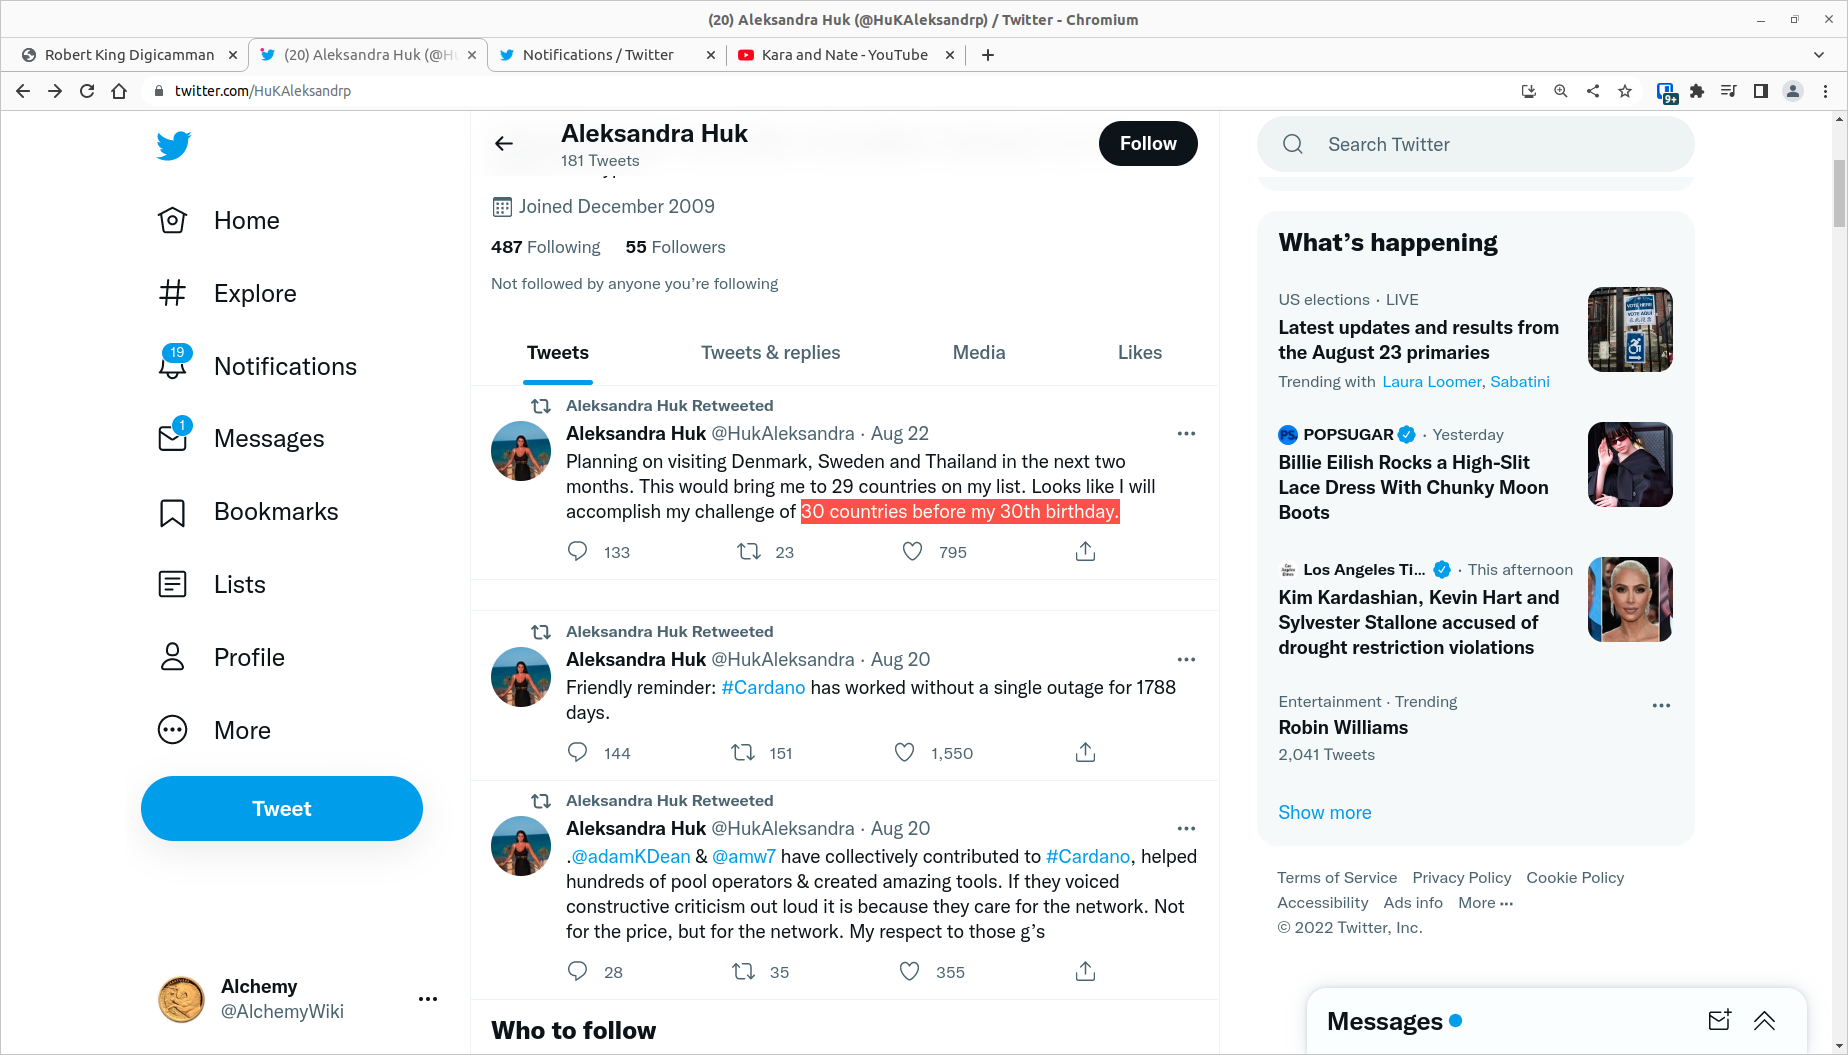 (20) Aleksandra Huk (@HuKAleksandrp) / Twitter - Chromium
Robert King Digicamman
(20) Aleksandra Huk (@Hu
Notifications / Twitter
Kara and Nate - YouTube
twitter.com/HuKAleksandrp
9+
Home
Explore
19
Notifications
1
Messages
Bookmarks
Lists
Profile
More
Tweet
Alchemy
@AlchemyWiki
Aleksandra Huk
181 Tweets
Follow
Joined December 2009
487 Following 55 Followers
Not followed by anyone you're following
Tweets Tweets & replies Media Likes
Aleksandra Huk Retweeted
Aleksandra Huk @HukAleksandra · Aug 22
Planning on visiting Denmark, Sweden and Thailand in the next two
months. This would bring me to 29 countries on my list. Looks like I will
accomplish my challenge of 30 countries before my 30th birthday.
133 23 795
Aleksandra Huk Retweeted
Aleksandra Huk @HukAleksandra · Aug 20
Friendly reminder: #Cardano has worked without a single outage for 1788
days.
144 151 1,550
Aleksandra Huk Retweeted
Aleksandra Huk @HukAleksandra · Aug 20
.@adamKDean & @amw7 have collectively contributed to #Cardano, helped
hundreds of pool operators & created amazing tools. If they voiced
constructive criticism out loud it is because they care for the network. Not
for the price, but for the network. My respect to those g's
28 35 355
Who to follow
Search Twitter
What's happening
US elections · LIVE
Latest updates and results from
the August 23 primaries
Trending with Laura Loomer, Sabatini
VOTE HERE!
VOTE AQUÍ
PS.
POPSUGAR · Yesterday
Billie Eilish Rocks a High-Slit
Lace Dress With Chunky Moon
Boots
Los Angeles Ti... · This afternoon
Kim Kardashian, Kevin Hart and
Sylvester Stallone accused of
drought restriction violations
Entertainment · Trending
Robin Williams
2,041 Tweets
Show more
Terms of Service Privacy Policy Cookie Policy
Accessibility Ads info More ···
© 2022 Twitter, Inc.
Messages